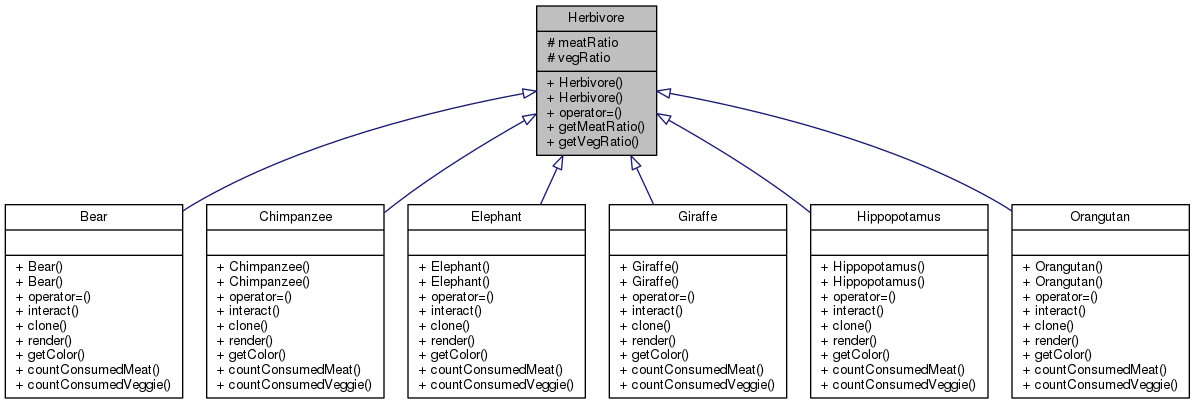 Herbivore
# meatRatio
# vegRatio
+ Herbivore()
+ Herbivore()
+ operator=()
+ getMeatRatio()
+ getVegRatio()
Bear
+ Bear()
+ Bear()
+ operator=()
+ interact()
+ clone()
+ render()
+ getColor()
+ countConsumedMeat()
+ countConsumedVeggie()
Chimpanzee
+ Chimpanzee()
+ Chimpanzee()
+ operator=()
+ interact()
+ clone()
+ render()
+ getColor()
+ countConsumedMeat()
+ countConsumedVeggie()
Elephant
+ Elephant()
+ Elephant()
+ operator=()
+ interact()
+ clone()
+ render()
+ getColor()
+ countConsumedMeat()
+ countConsumedVeggie()
Giraffe
+ Giraffe()
+ Giraffe()
+ operator=()
+ interact()
+ clone()
+ render()
+ getColor()
+ countConsumedMeat()
+ countConsumedVeggie()
Hippopotamus
+ Hippopotamus()
+ Hippopotamus()
+ operator=()
+ interact()
+ clone()
+ render()
+ getColor()
+ countConsumedMeat()
+ countConsumedVeggie()
Orangutan
+ Orangutan()
+ Orangutan()
+ operator=()
+ interact()
+ clone()
+ render()
+ getColor()
+ countConsumedMeat()
+ countConsumedVeggie()